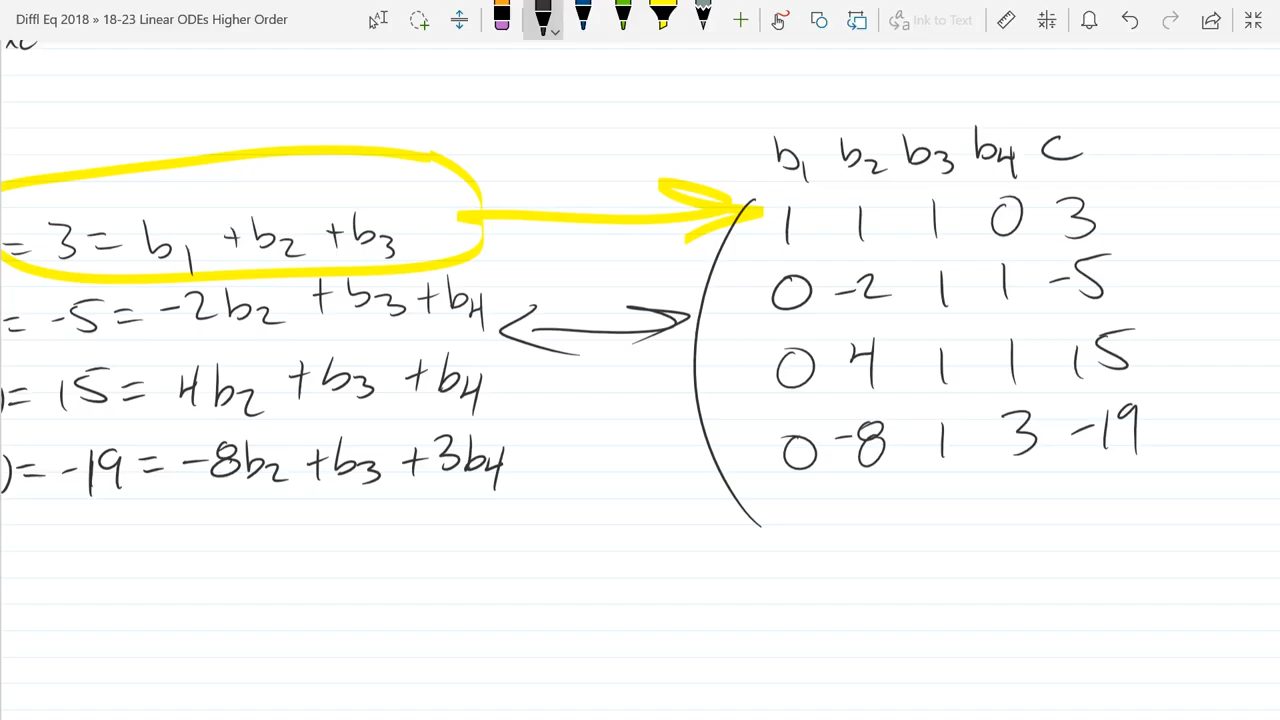 Diffl Eq 2018 » 18-23 Linear ODEs Higher Order
Ink to Text
b₁ b₂ b₃ b₄ C
= 3 = b₁ + b₂ + b₃
1 1 1 0 3
= -5 = -2b₂ + b₃ + b₄
0 -2 1 1 -5
)= 15 = 4b₂ + b₃ + b₄
0 4 1 1 15
)= -19 = -8b₂ + b₃ + 3b₄
0 -8 1 3 -19